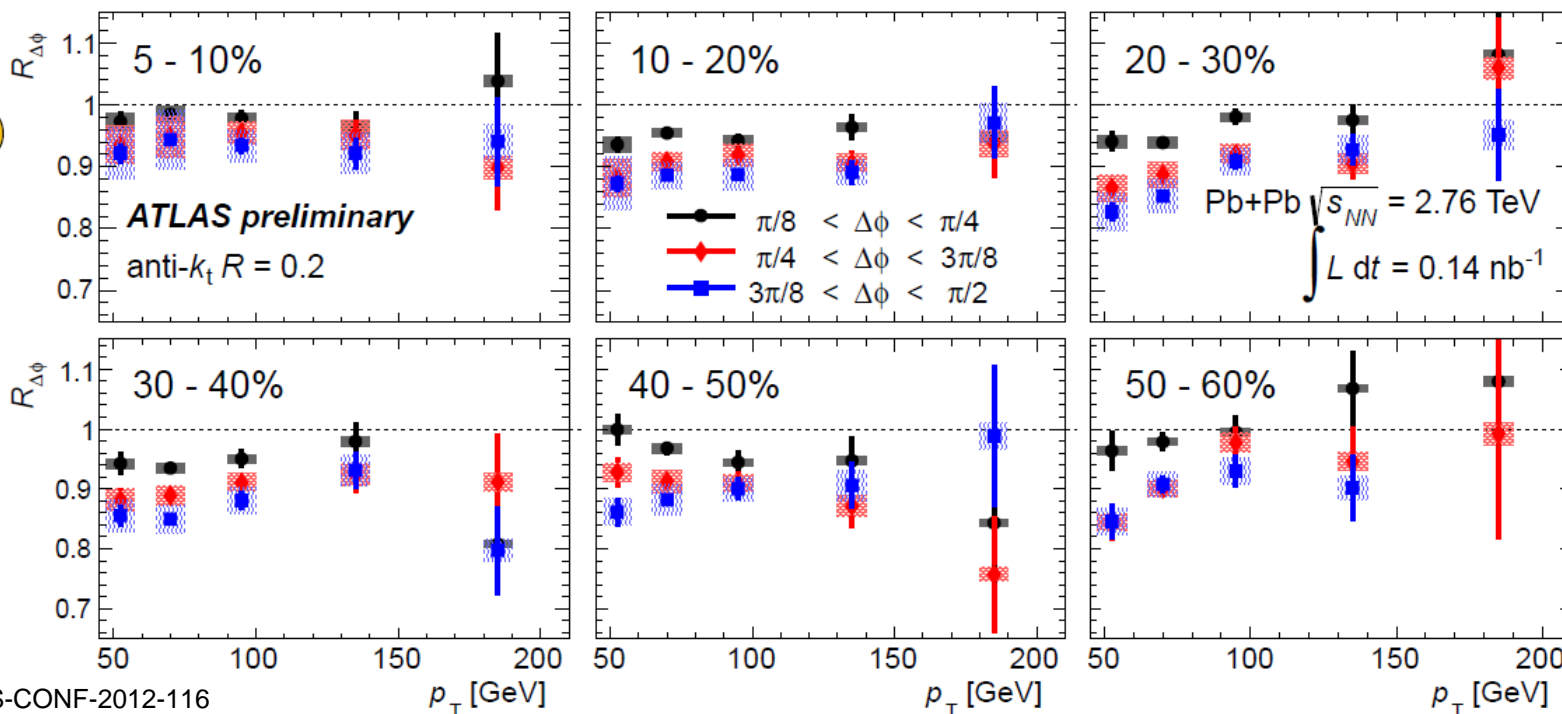 R_Δφ
1.1
1
0.9
0.8
0.7
5 - 10%
ATLAS preliminary
anti-k_t R = 0.2
10 - 20%
π/8 < Δφ < π/4
π/4 < Δφ < 3π/8
3π/8 < Δφ < π/2
20 - 30%
Pb+Pb √s_NN = 2.76 TeV
∫ L dt = 0.14 nb⁻¹
R_Δφ
1.1
1
0.9
0.8
0.7
30 - 40%
40 - 50%
50 - 60%
50 100 150 200
50 100 150 200
50 100 150 200
p_T [GeV]
p_T [GeV]
p_T [GeV]
S-CONF-2012-116